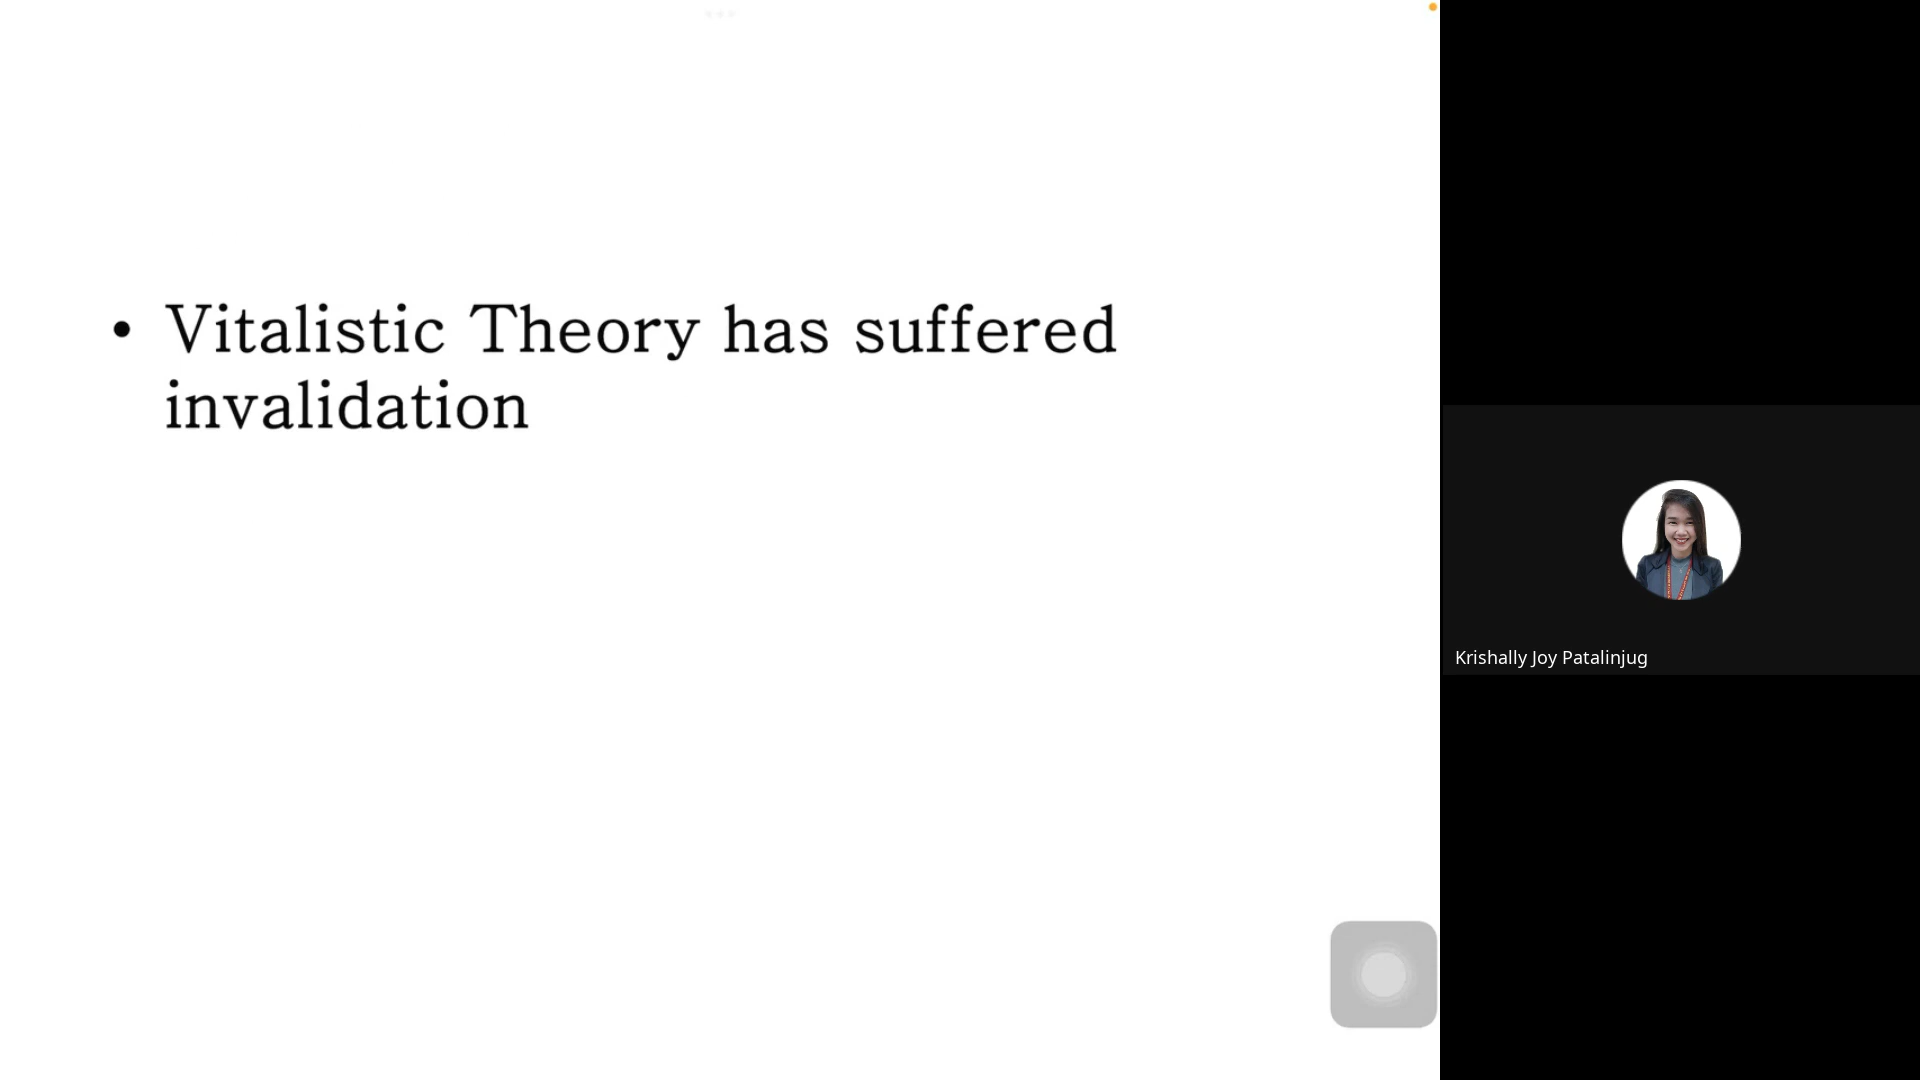 • Vitalistic Theory has suffered
invalidation
Krishally Joy Patalinjug